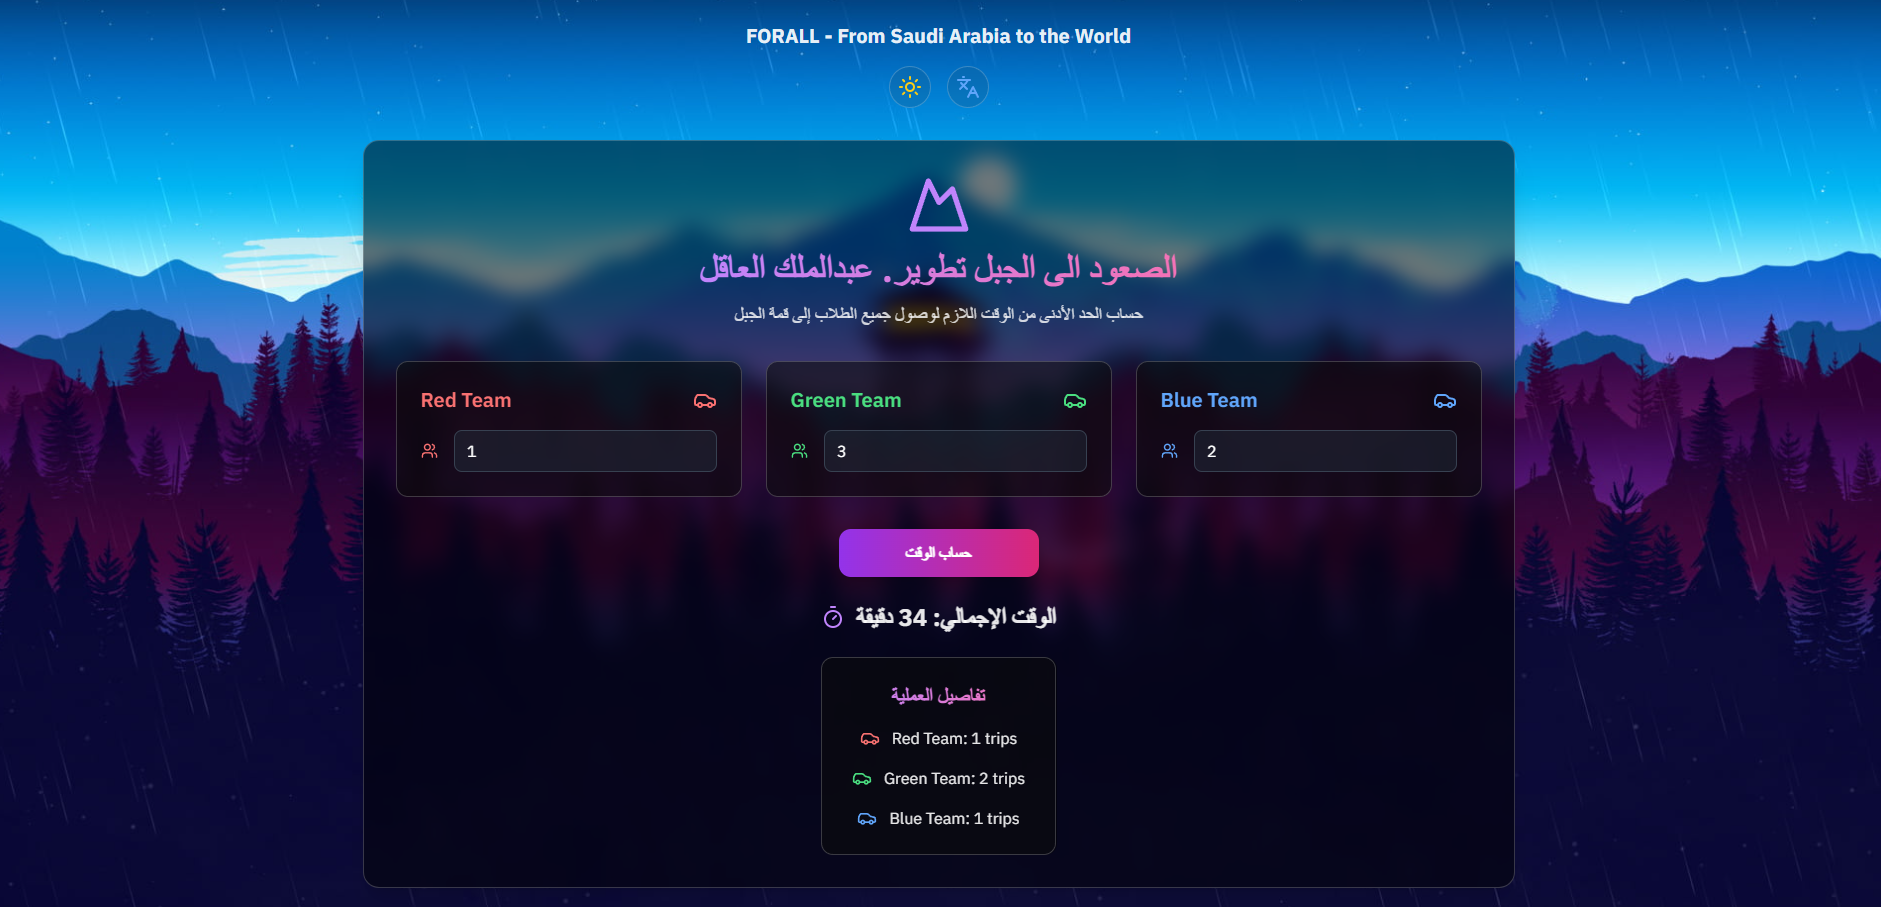 FORALL - From Saudi Arabia to the World
الصعود الى الجبل تطوير. عبدالملك العاقل
حساب الحد الأدنى من الوقت اللازم لوصول جميع الطلاب إلى قمة الجبل
Red Team
1
Green Team
3
Blue Team
2
حساب الوقت
الوقت الإجمالي: 34 دقيقة
تفاصيل العملية
Red Team: 1 trips
Green Team: 2 trips
Blue Team: 1 trips